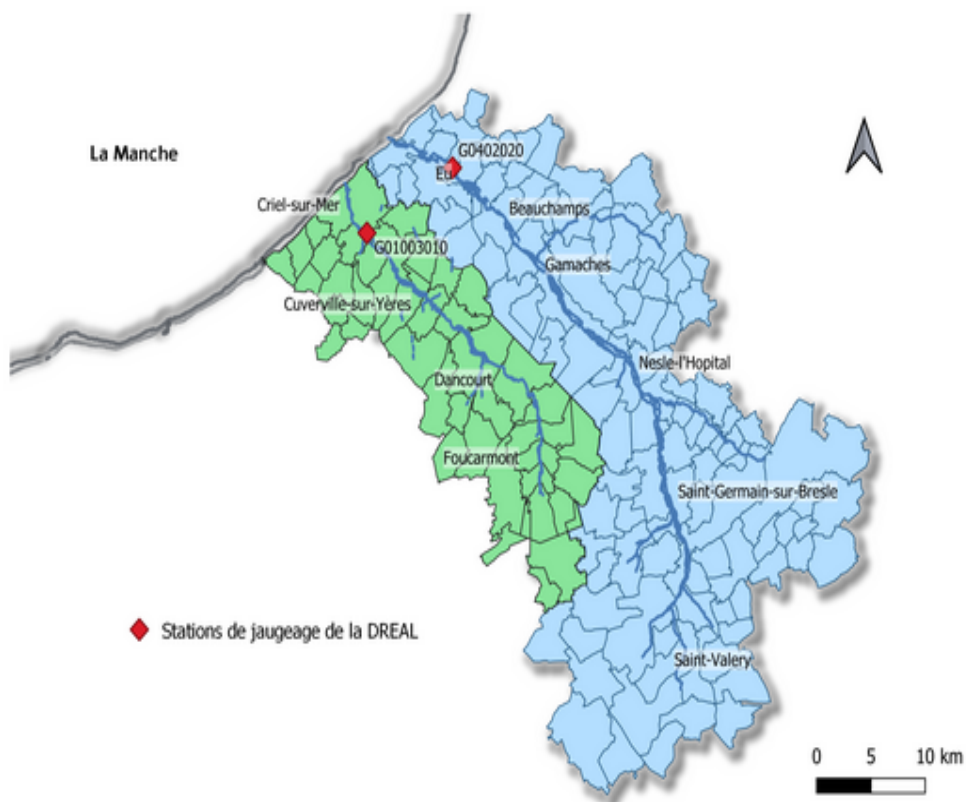 La Manche
G0402020
Eu
Criel-sur-Mer
Beauchamps
G01003010
Gamaches
Cuverville-sur-Yères
Nesle-l'Hopital
Dancourt
Foucarmont
Saint-Germain-sur-Bresle
Stations de jaugeage de la DREAL
Saint-Valery
0 5 10 km